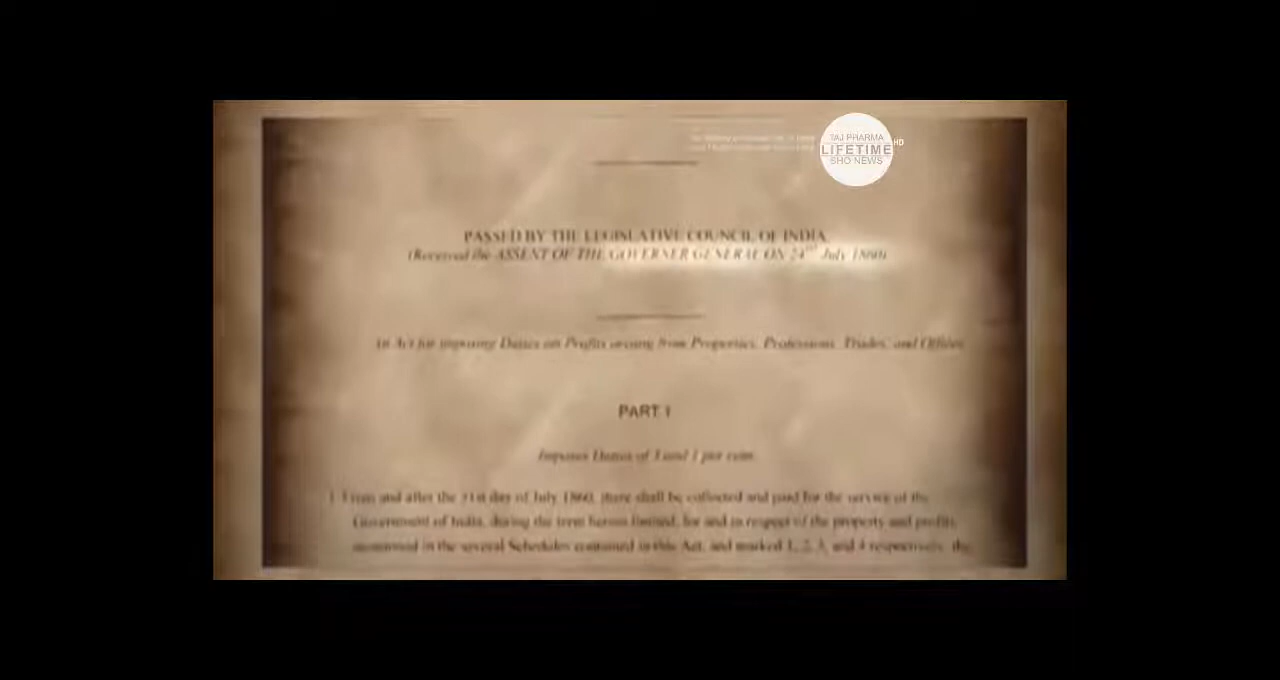 TAJ PHARMA
LIFETIME HD
SHO NEWS
PASSED BY THE LEGISLATIVE COUNCIL OF INDIA
(Received the ASSENT OF THE GOVERNER GENERAL ON 24 July 1860)
An Act for imposing Duties on Profits arising from Properties, Professions, Trades, and Offices
PART I
Imposes Duties of 3 and 1 per cent
1. From and after the 31st day of July 1860, there shall be collected and paid for the service of the
Government of India, during the term herein limited, for and in respect of the property and profits
mentioned in the several Schedules contained in this Act, and marked 1, 2, 3, and 4 respectively, the